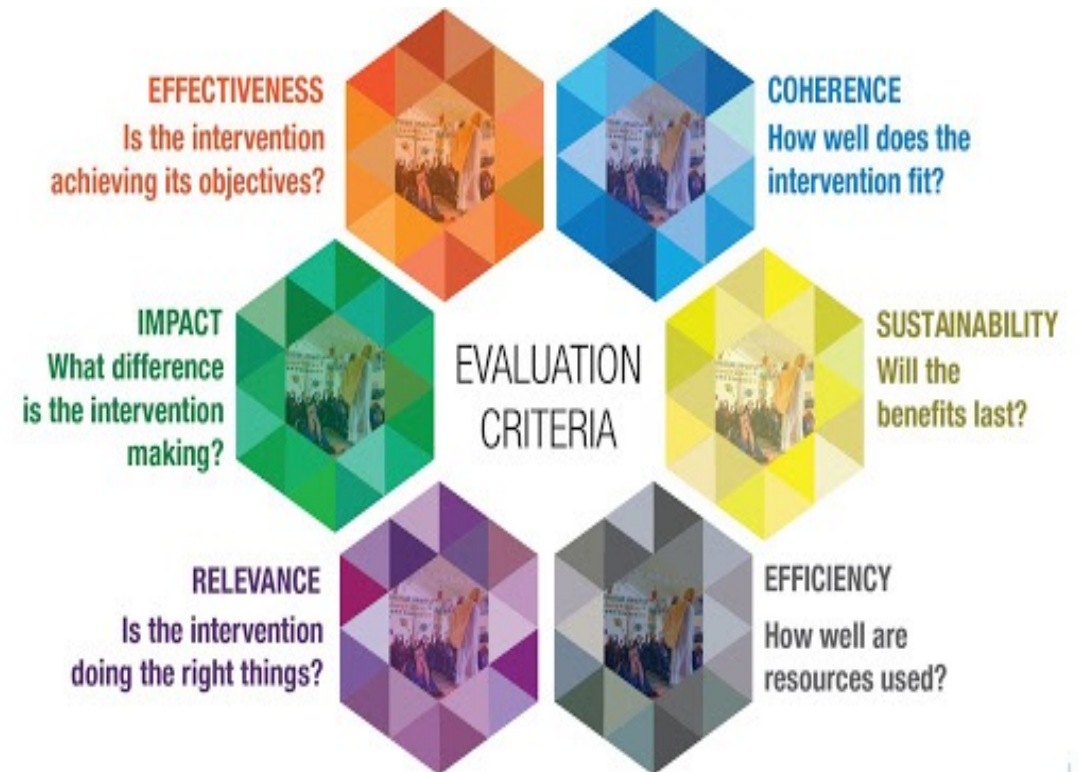 EFFECTIVENESS
Is the intervention
achieving its objectives?
COHERENCE
How well does the
intervention fit?
IMPACT
What difference
is the intervention
making?
EVALUATION
CRITERIA
SUSTAINABILITY
Will the
benefits last?
RELEVANCE
Is the intervention
doing the right things?
EFFICIENCY
How well are
resources used?